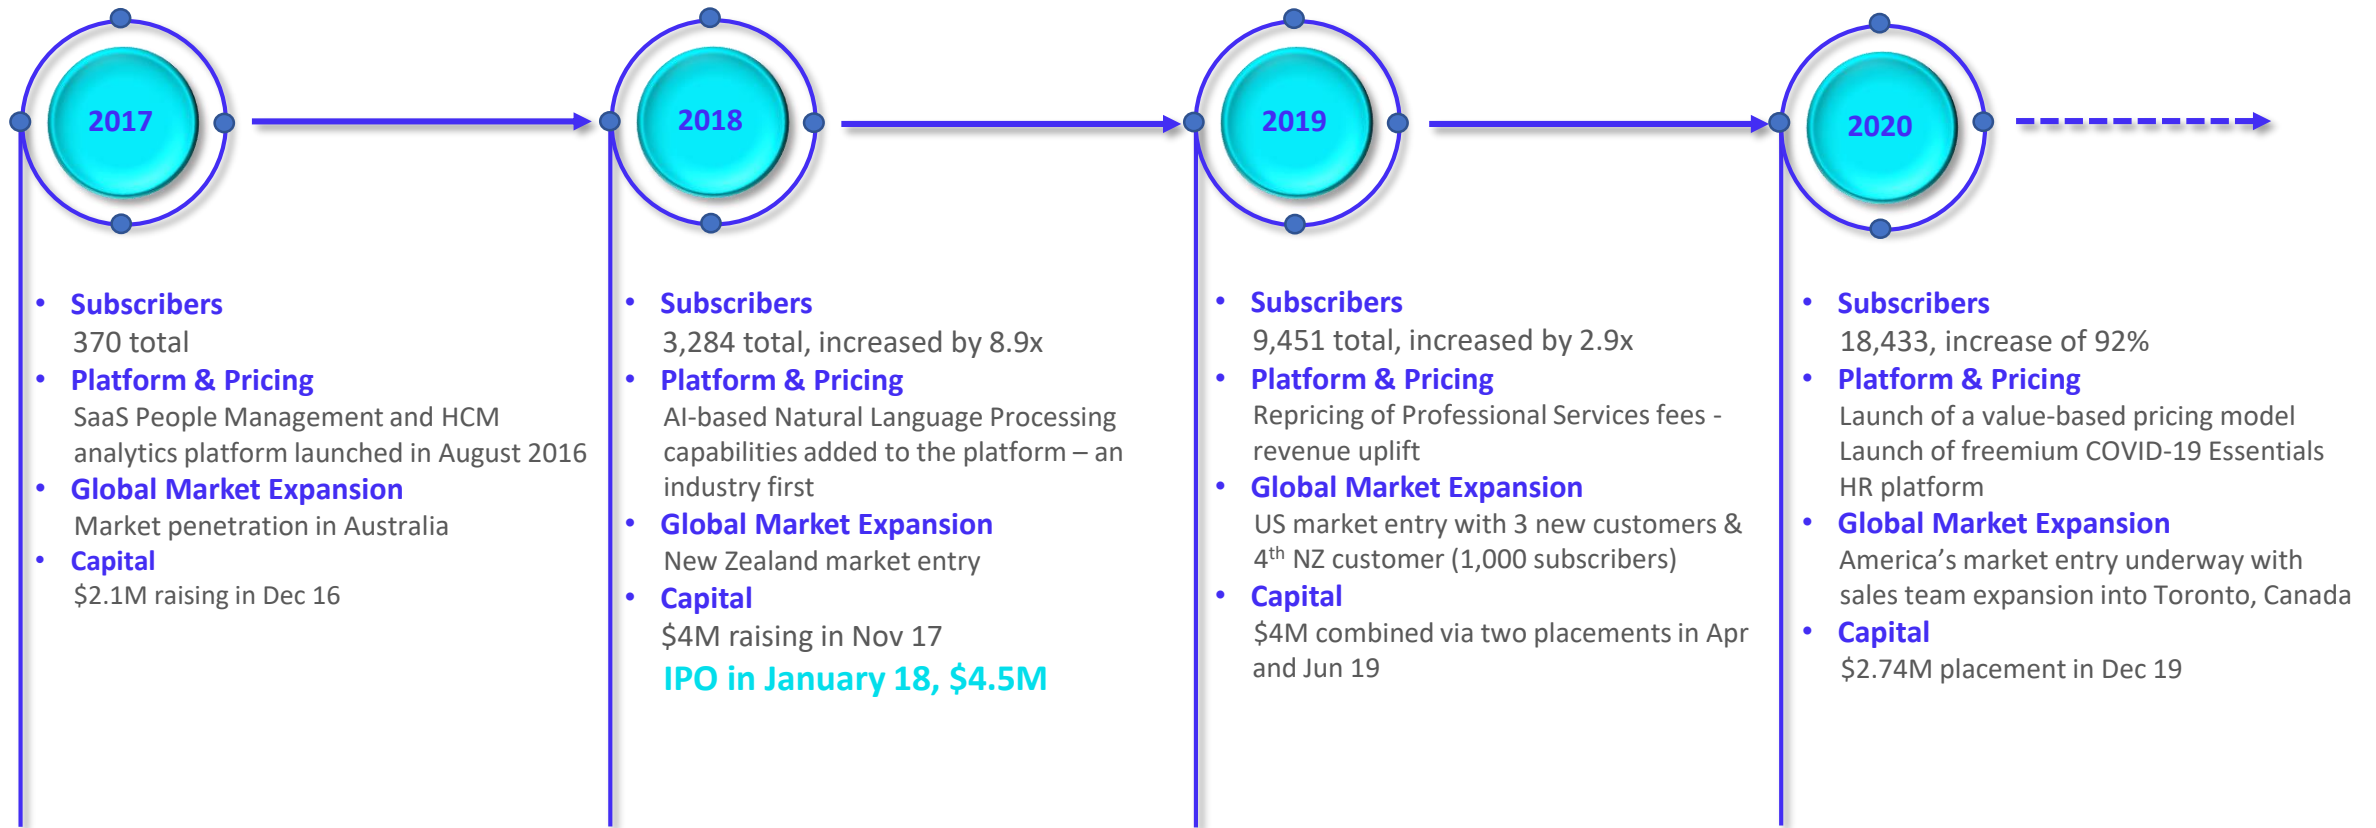 2017
• Subscribers
370 total
• Platform & Pricing
SaaS People Management and HCM
analytics platform launched in August 2016
• Global Market Expansion
Market penetration in Australia
• Capital
$2.1M raising in Dec 16
2018
• Subscribers
3,284 total, increased by 8.9x
• Platform & Pricing
AI-based Natural Language Processing
capabilities added to the platform – an
industry first
• Global Market Expansion
New Zealand market entry
• Capital
$4M raising in Nov 17
IPO in January 18, $4.5M
2019
• Subscribers
9,451 total, increased by 2.9x
• Platform & Pricing
Repricing of Professional Services fees -
revenue uplift
• Global Market Expansion
US market entry with 3 new customers &
4th NZ customer (1,000 subscribers)
• Capital
$4M combined via two placements in Apr
and Jun 19
2020
• Subscribers
18,433, increase of 92%
• Platform & Pricing
Launch of a value-based pricing model
Launch of freemium COVID-19 Essentials
HR platform
• Global Market Expansion
America’s market entry underway with
sales team expansion into Toronto, Canada
• Capital
$2.74M placement in Dec 19